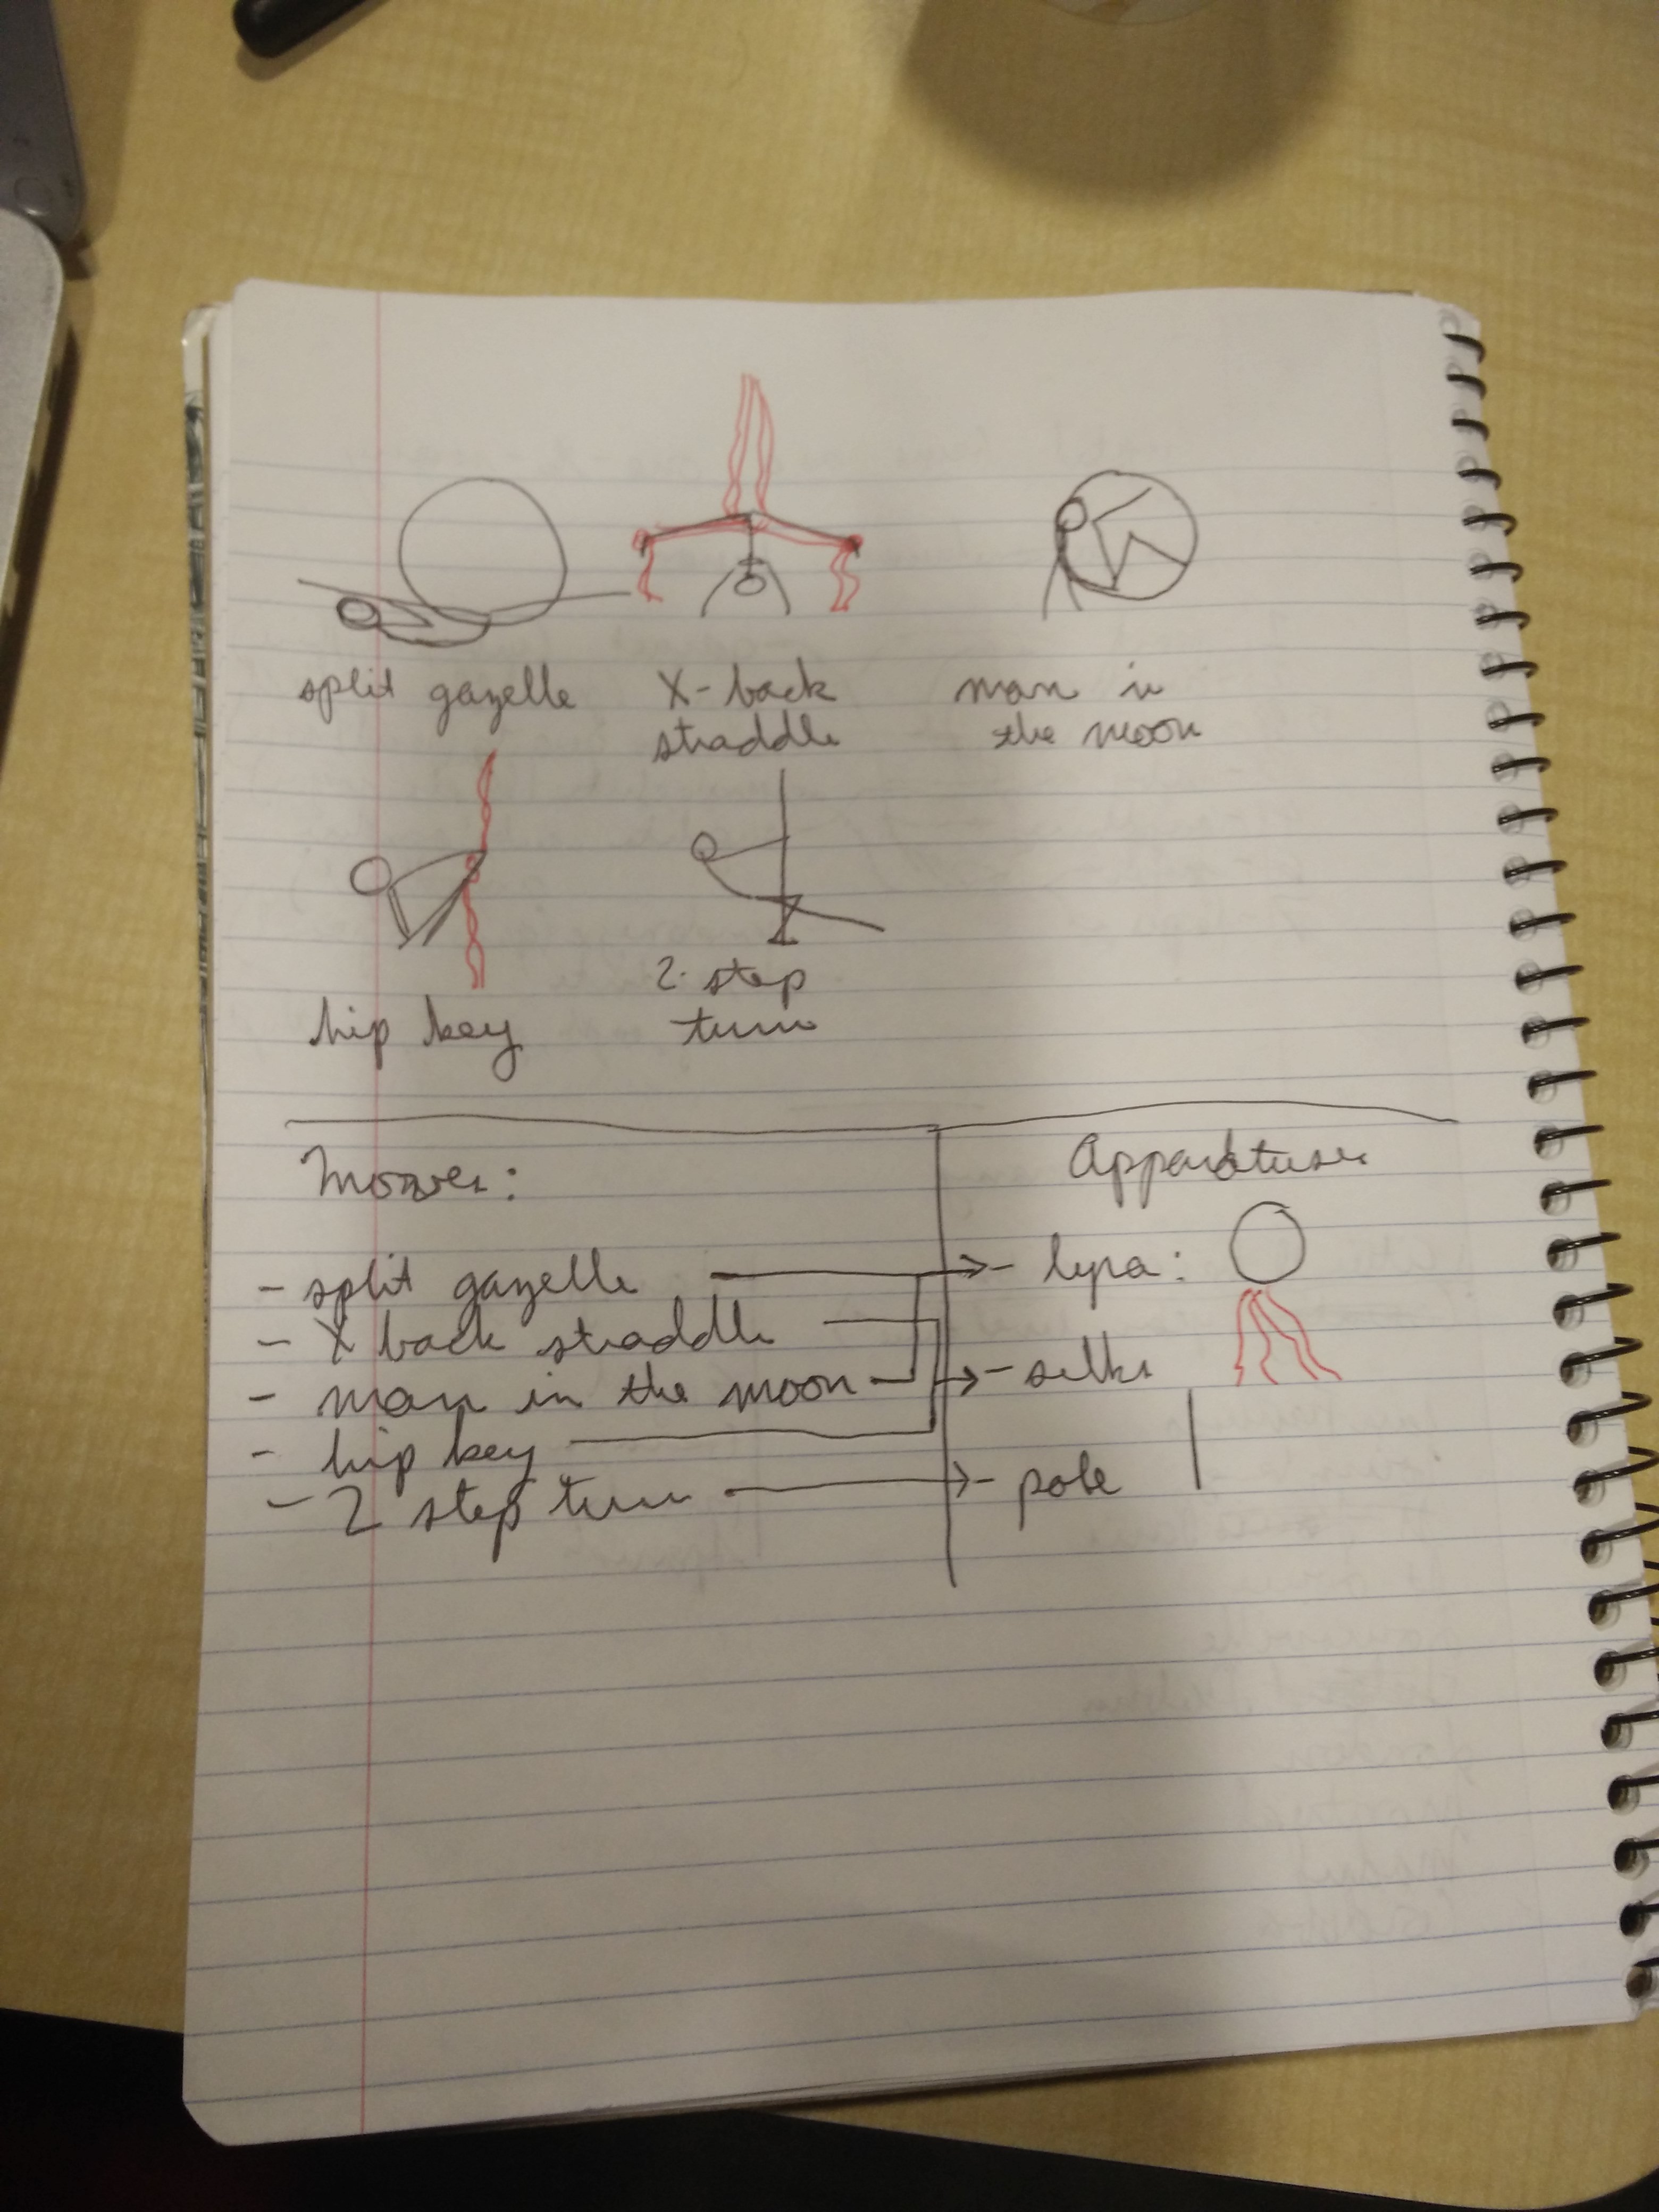 split gazelle
X-back
straddle
man in
the moon
hip key
2-step
turn
Moves:
Apparatuses
- split gazelle
- lyra:
- X back straddle
- silks
- man in the moon
- hip key
- pole
- 2 step turn